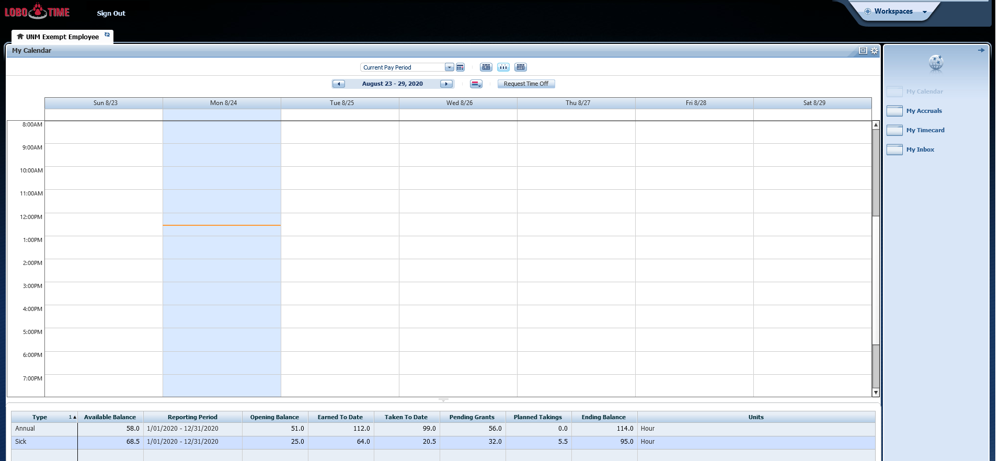 LOBO TIME
Sign Out
Workspaces
UNM Exempt Employee
My Calendar
Current Pay Period
August 23 - 29, 2020
Request Time Off
Sun 8/23 Mon 8/24 Tue 8/25 Wed 8/26 Thu 8/27 Fri 8/28 Sat 8/29
8:00AM
9:00AM
10:00AM
11:00AM
12:00PM
1:00PM
2:00PM
3:00PM
4:00PM
5:00PM
6:00PM
7:00PM
My Calendar
My Accruals
My Timecard
My Inbox
Type 1 Available Balance Reporting Period Opening Balance Earned To Date Taken To Date Pending Grants Planned Takings Ending Balance Units
Annual 58.0 1/01/2020 - 12/31/2020 51.0 112.0 99.0 56.0 0.0 114.0 Hour
Sick 68.5 1/01/2020 - 12/31/2020 25.0 64.0 20.5 32.0 5.5 95.0 Hour